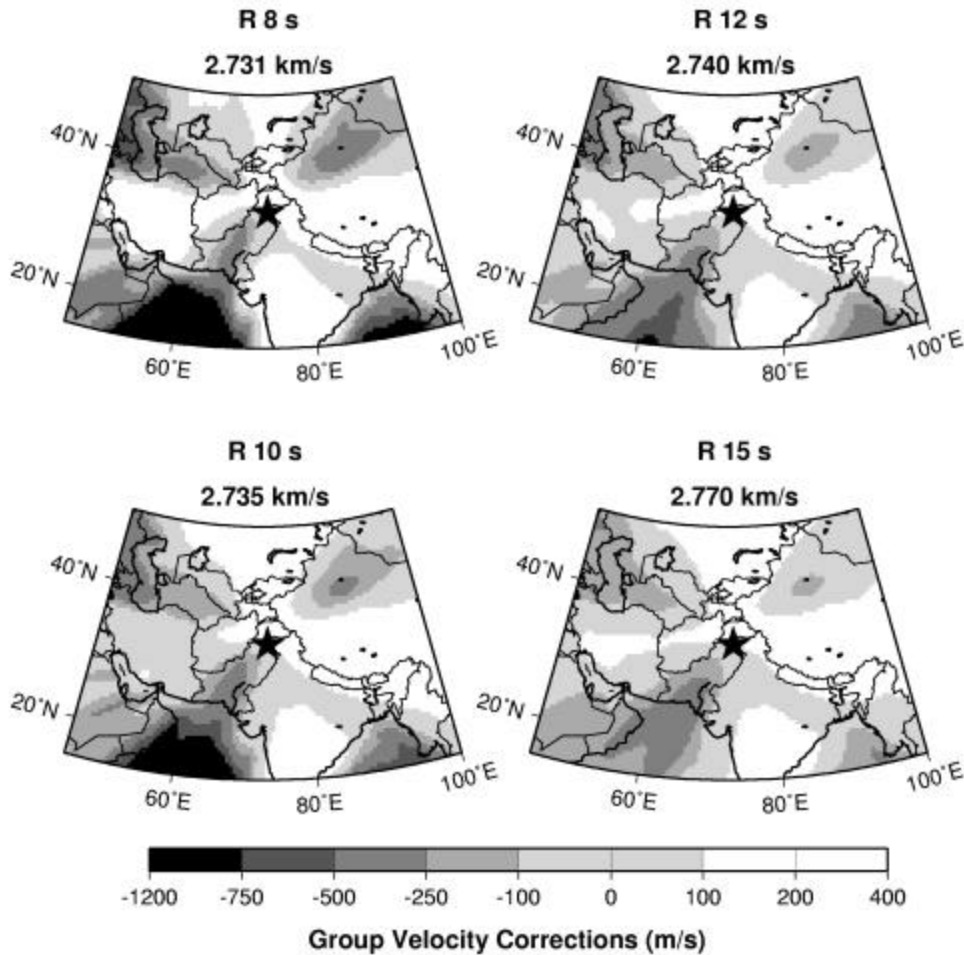 R 8 s
2.731 km/s
40°N
20°N
60°E
80°E
100°E
R 12 s
2.740 km/s
40°N
20°N
60°E
80°E
100°E
R 10 s
2.735 km/s
40°N
20°N
60°E
80°E
100°E
R 15 s
2.770 km/s
40°N
20°N
60°E
80°E
100°E
-1200 -750 -500 -250 -100 0 100 200 400
Group Velocity Corrections (m/s)